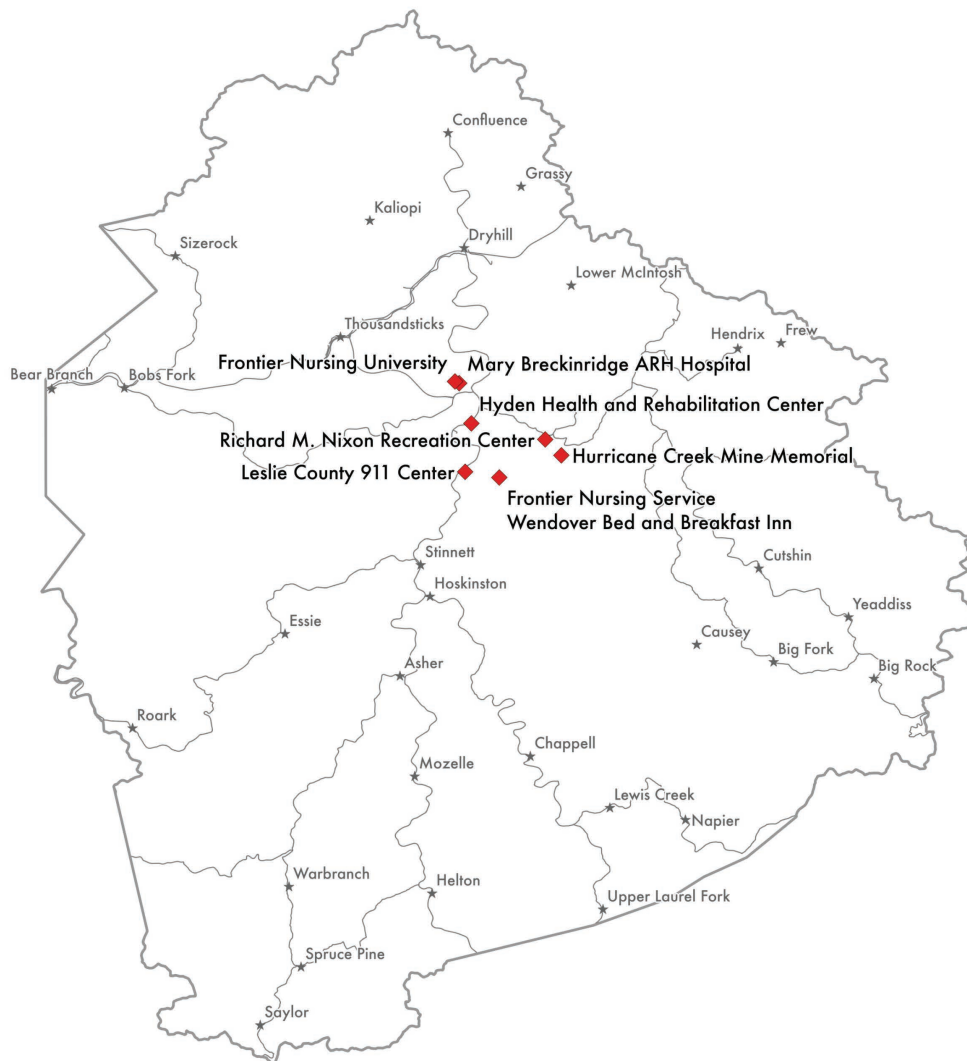 Confluence
Grassy
Kaliopi
Dryhill
Sizerock
Lower McIntosh
Thousandsticks
Hendrix
Frew
Frontier Nursing University
Mary Breckinridge ARH Hospital
Bear Branch
Bobs Fork
Hyden Health and Rehabilitation Center
Richard M. Nixon Recreation Center
Hurricane Creek Mine Memorial
Leslie County 911 Center
Frontier Nursing Service
Wendover Bed and Breakfast Inn
Stinnett
Cutshin
Hoskinston
Yeaddiss
Essie
Causey
Big Fork
Asher
Big Rock
Roark
Chappell
Mozelle
Lewis Creek
Napier
Warbranch
Helton
Upper Laurel Fork
Spruce Pine
Saylor